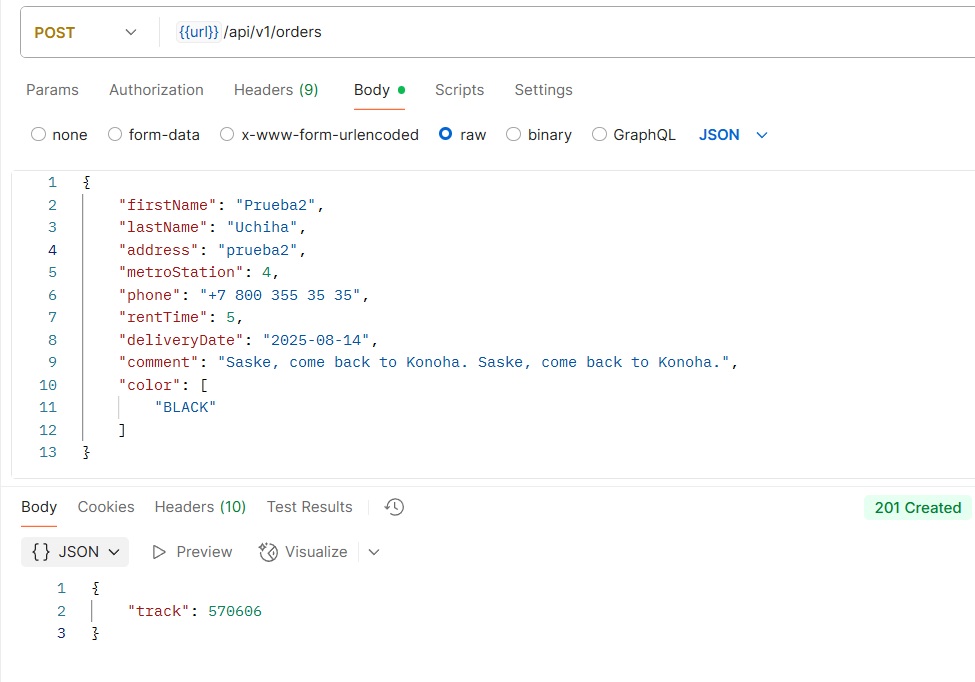 POST {{url}}/api/v1/orders
Params Authorization Headers (9) Body Scripts Settings
none form-data x-www-form-urlencoded raw binary GraphQL JSON
1 {
2 "firstName": "Prueba2",
3 "lastName": "Uchiha",
4 "address": "prueba2",
5 "metroStation": 4,
6 "phone": "+7 800 355 35 35",
7 "rentTime": 5,
8 "deliveryDate": "2025-08-14",
9 "comment": "Saske, come back to Konoha. Saske, come back to Konoha.",
10 "color": [
11 "BLACK"
12 ]
13 }
Body Cookies Headers (10) Test Results 201 Created
{} JSON Preview Visualize
1 {
2 "track": 570606
3 }